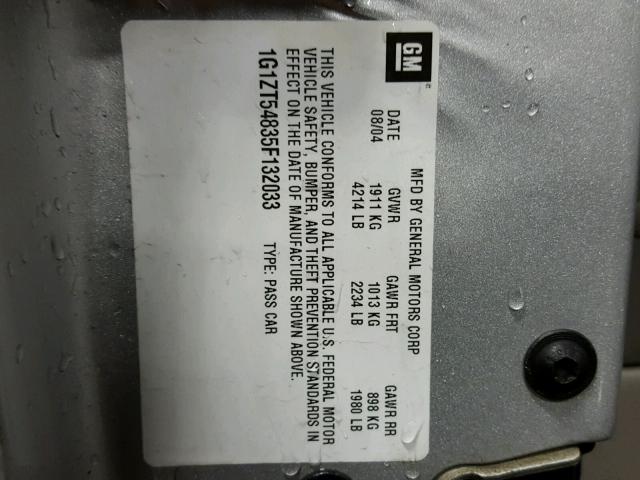 GM
MFD BY GENERAL MOTORS CORP
DATE GVWR GAWR FRT GAWR RR
08/04 1911 KG 1013 KG 898 KG
4214 LB 2234 LB 1980 LB
THIS VEHICLE CONFORMS TO ALL APPLICABLE U.S. FEDERAL MOTOR
VEHICLE SAFETY, BUMPER, AND THEFT PREVENTION STANDARDS IN
EFFECT ON THE DATE OF MANUFACTURE SHOWN ABOVE.
1G1ZT54835F132033 TYPE: PASS CAR